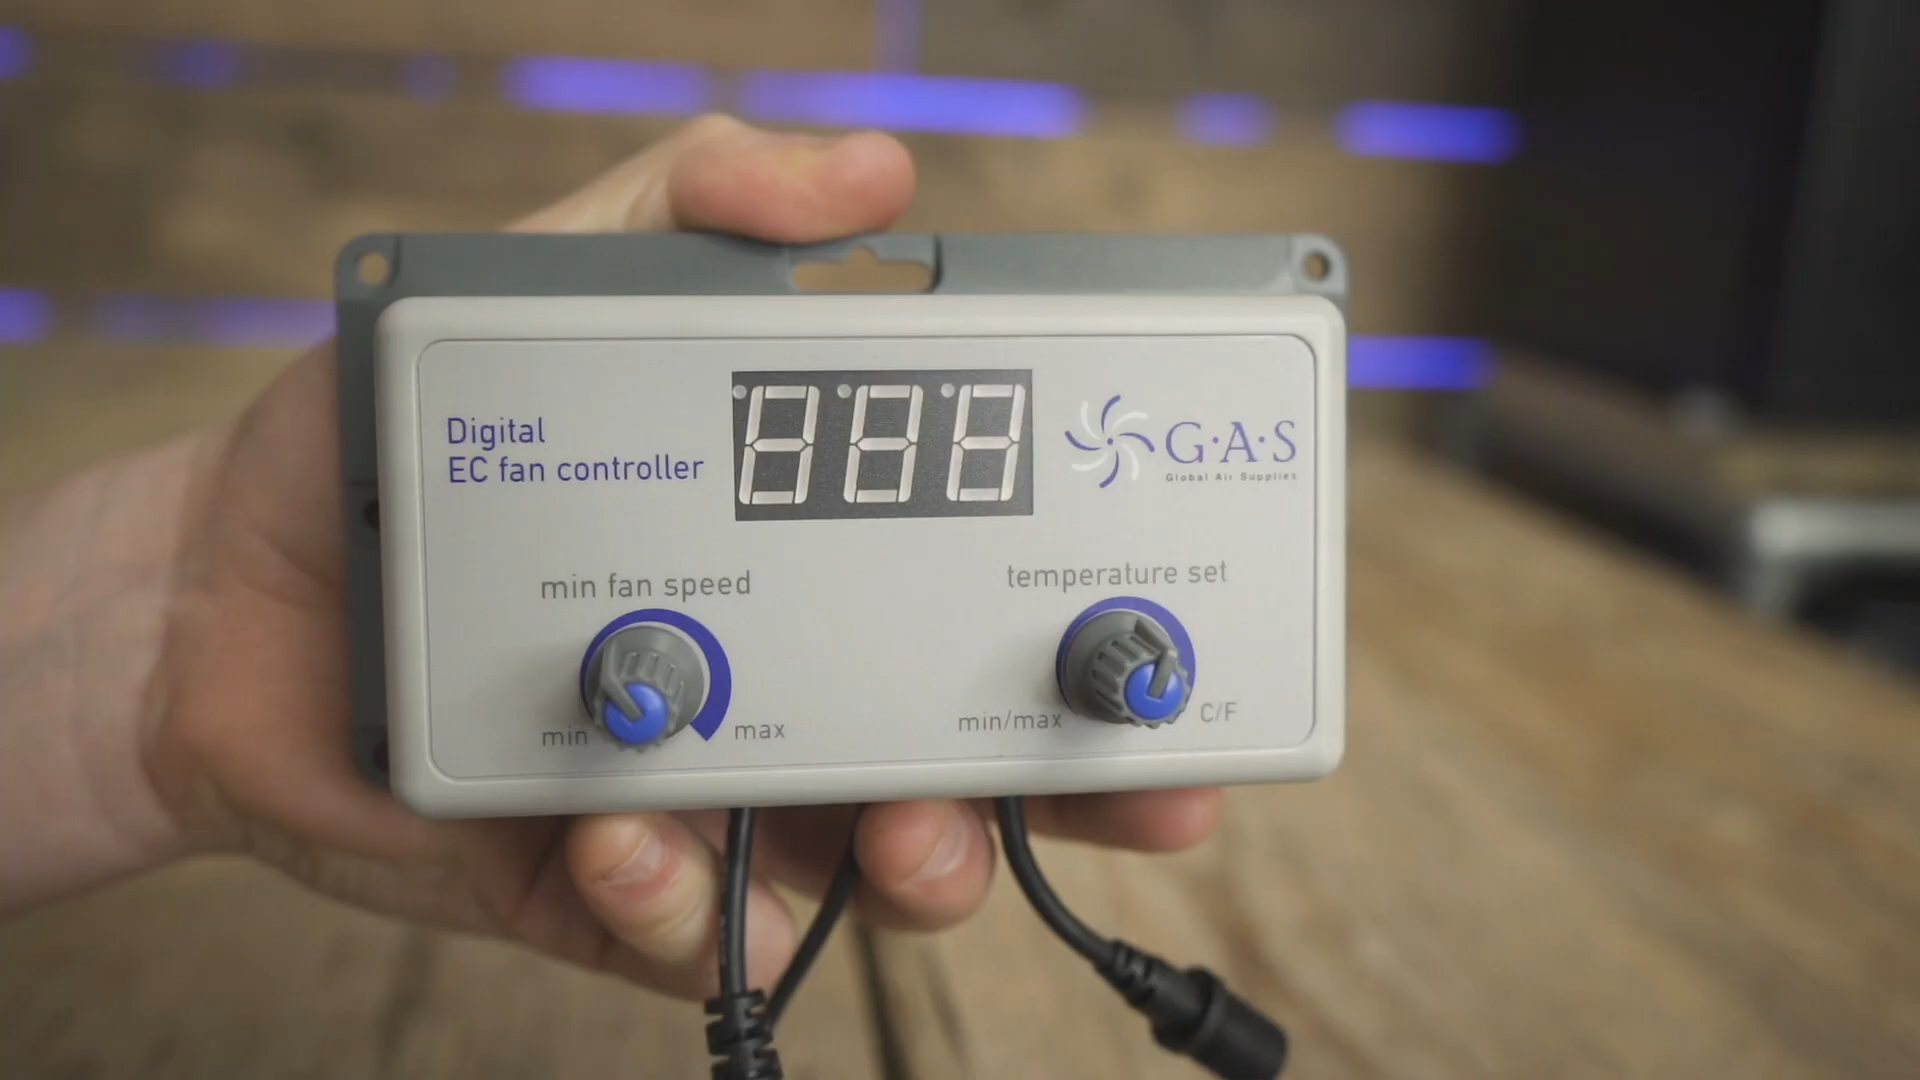 Digital
EC fan controller
G·A·S
Global Air Supplies
min fan speed
temperature set
min
max
min/max
C/F